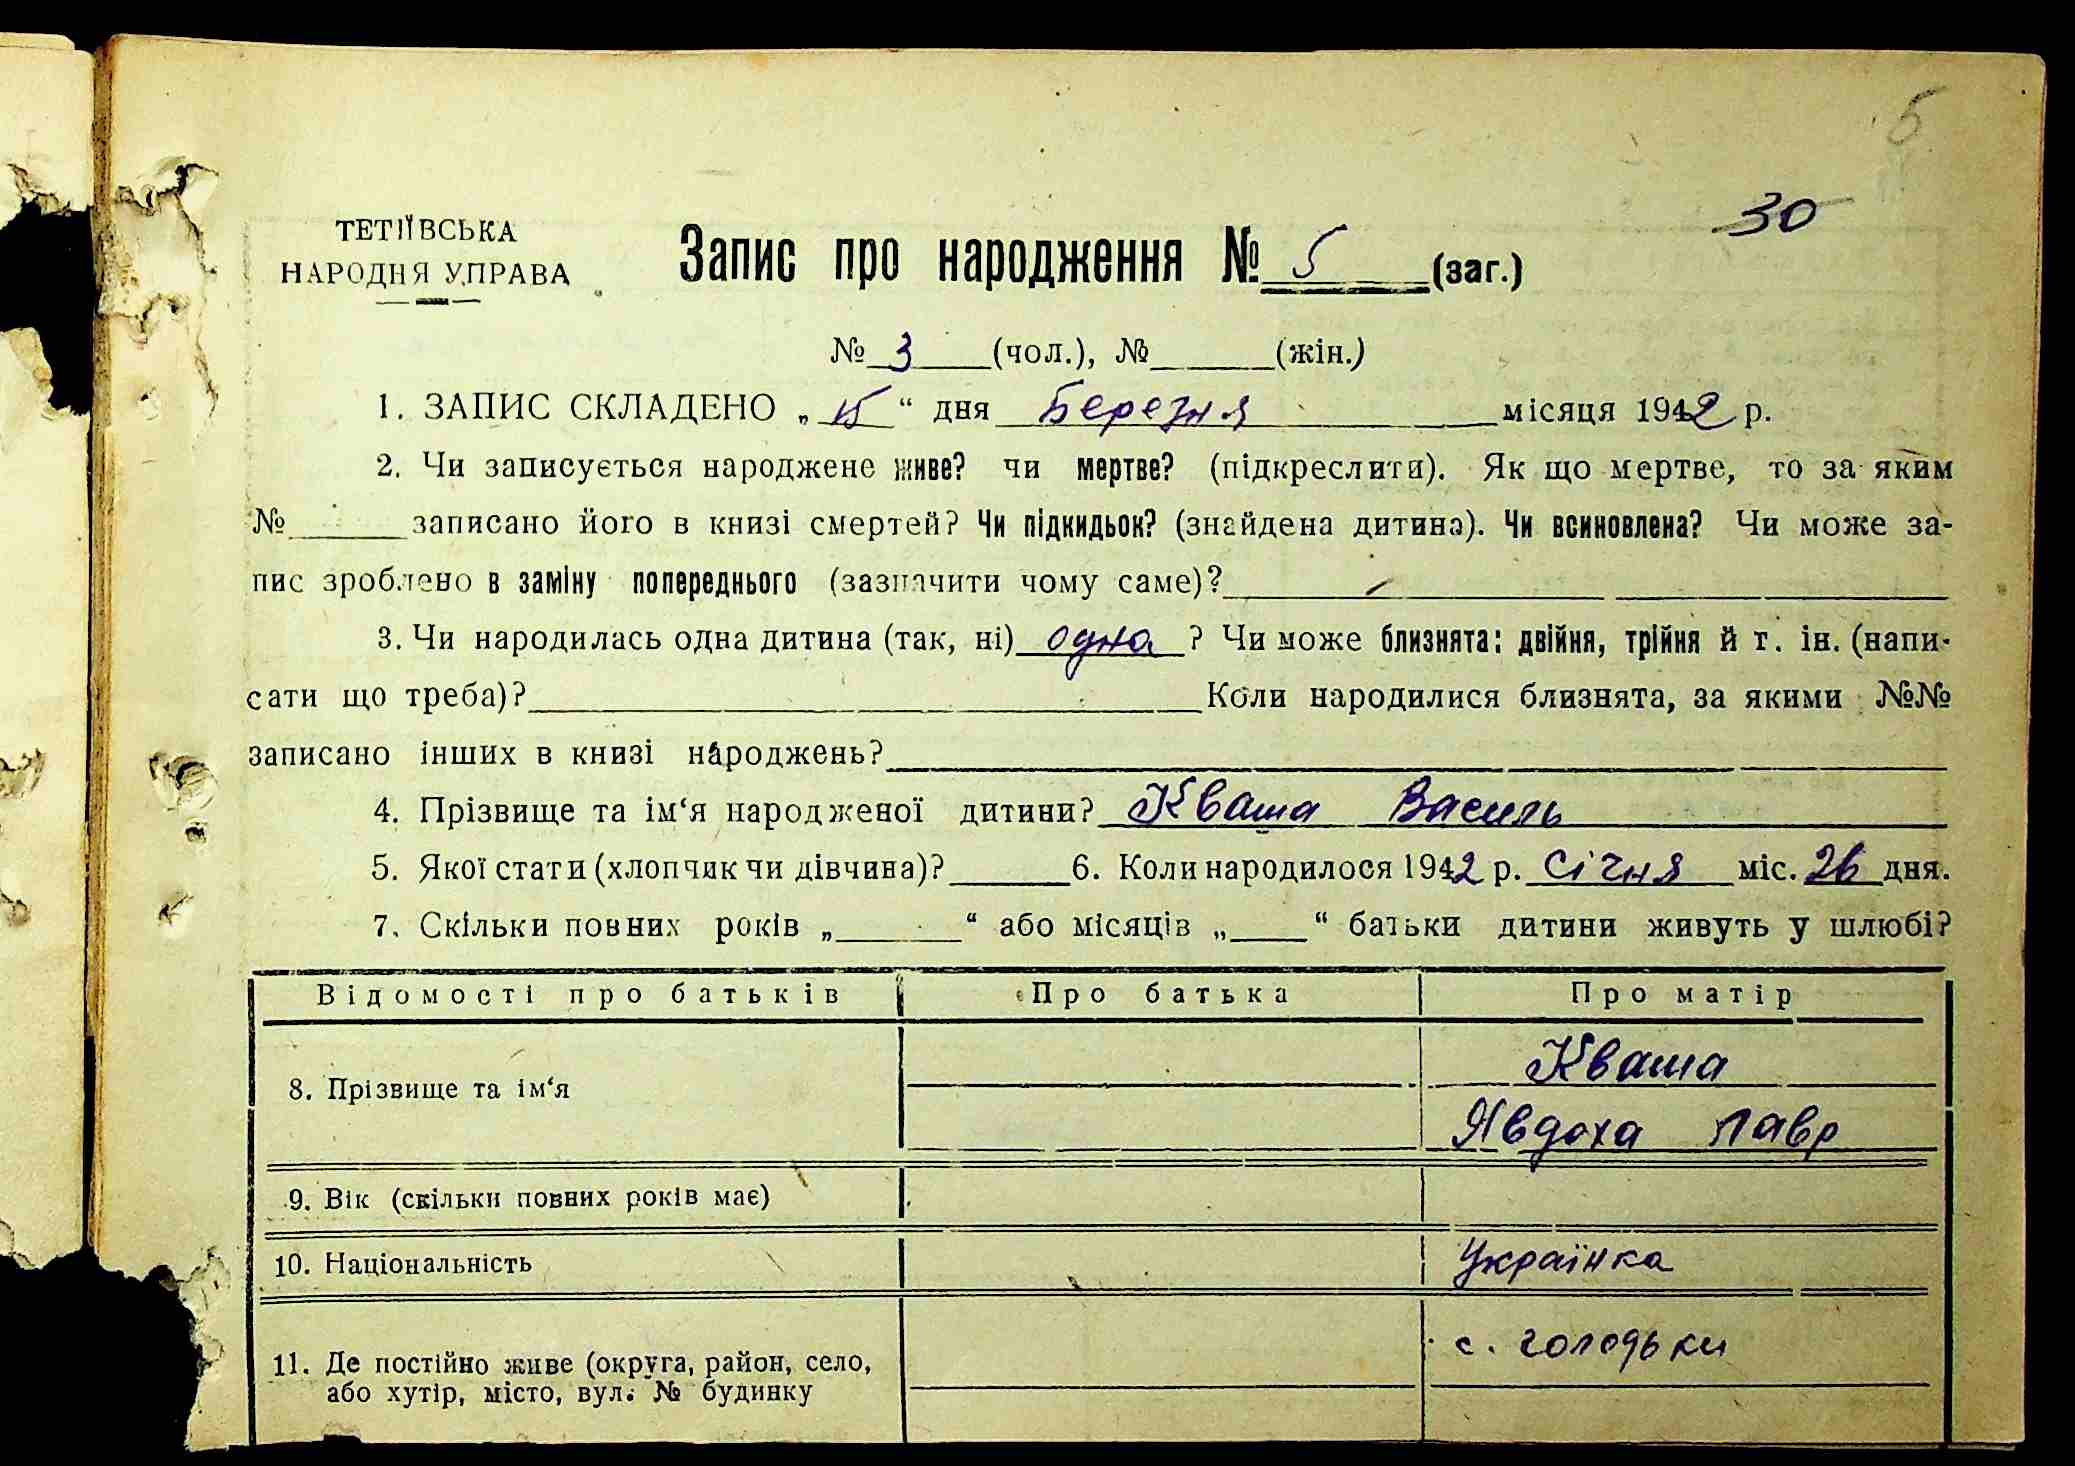 5
30
ТЕТІЇВСЬКА
НАРОДНЯ УПРАВА
Запис про народження № 5 (заг.)
№ 3 (чол.), № (жін.)
1. ЗАПИС СКЛАДЕНО „ 15 “ дня Березня місяця 1942 р.
2. Чи записується народжене живе? чи мертве? (підкреслити). Як що мертве, то за яким
№ записано його в книзі смертей? Чи підкидьок? (знайдена дитина). Чи всиновлена? Чи може за-
пис зроблено в заміну попереднього (зазначити чому саме)?
3. Чи народилась одна дитина (так, ні) одна ? Чи може близнята: двійня, трійня й т. ін. (напи-
сати що треба)? Коли народилися близнята, за якими №№
записано інших в книзі народжень?
4. Прізвище та ім‘я народженої дитини? Кваша Василь
5. Якої стати (хлопчик чи дівчина)? 6. Коли народилося 1942 р. Січня міс. 26 дня.
7. Скільки повних років „ “ або місяців „ “ батьки дитини живуть у шлюбі?
Відомості про батьків Про батька Про матір
8. Прізвище та ім‘я Кваша
Явдоха Лавр
9. Вік (скільки повних років має)
10. Національність Українка
11. Де постійно живе (округа, район, село, с. Голодьки
або хутір, місто, вул. № будинку